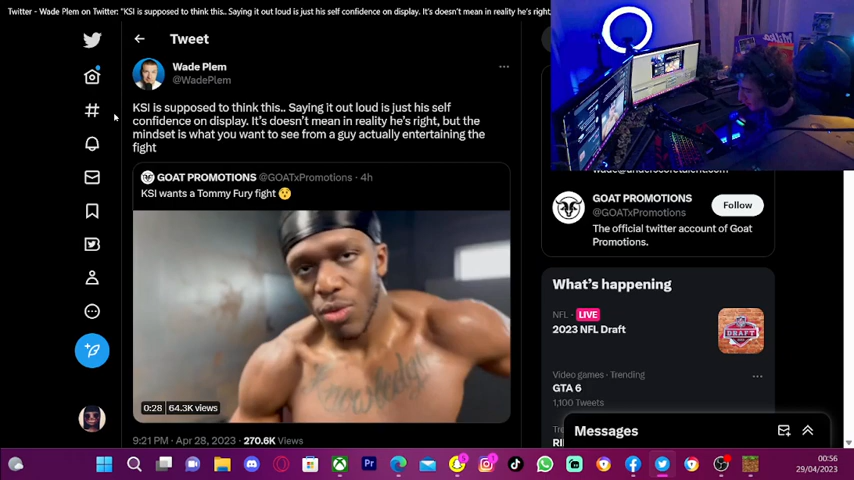 Twitter - Wade Plem on Twitter: "KSI is supposed to think this.. Saying it out loud is just his self confidence on display. It's doesn't mean in reality he's right,
Tweet
Wade Plem
@WadePlem
KSI is supposed to think this.. Saying it out loud is just his self
confidence on display. It's doesn't mean in reality he's right, but the
mindset is what you want to see from a guy actually entertaining the
fight
GOAT PROMOTIONS @GOATxPromotions · 4h
KSI wants a Tommy Fury fight
Knowledge
0:28 64.3K views
9:21 PM · Apr 28, 2023 · 270.6K Views
GOAT PROMOTIONS
@GOATxPromotions
Follow
The official twitter account of Goat
Promotions.
What's happening
NFL · LIVE
2023 NFL Draft
DRAFT
Video games · Trending
GTA 6
1,100 Tweets
Messages
00:56
29/04/2023